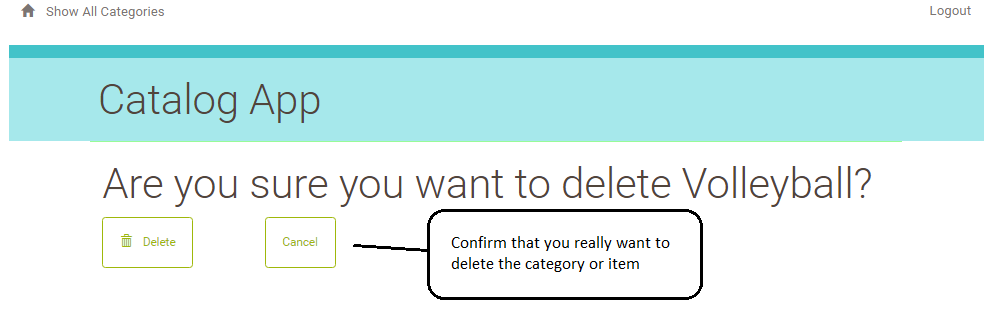 Show All Categories
Logout
Catalog App
Are you sure you want to delete Volleyball?
Delete
Cancel
Confirm that you really want to
delete the category or item